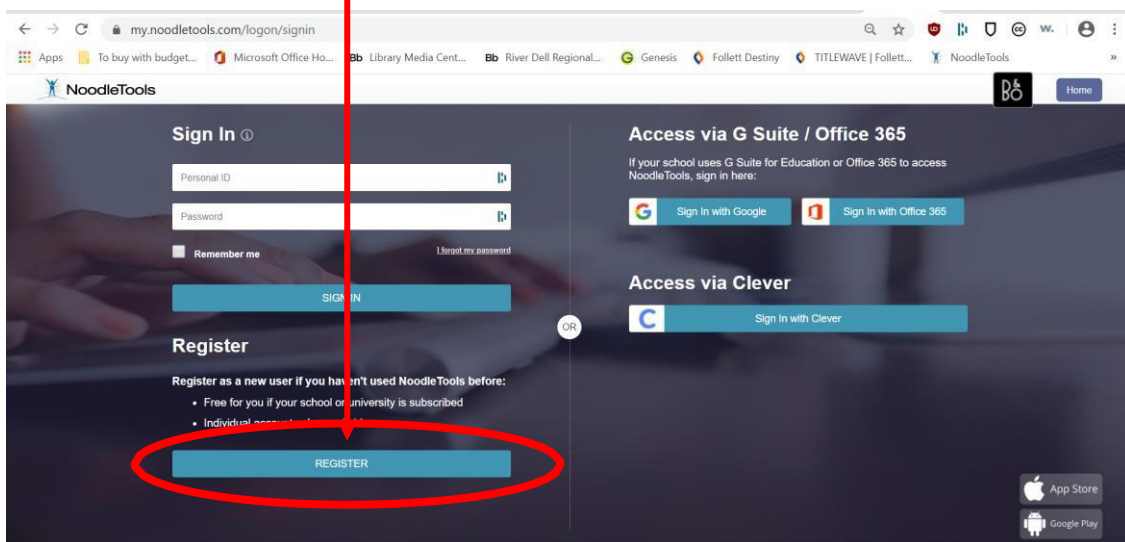 my.noodletools.com/logon/signin
Apps To buy with budget... Microsoft Office Ho... Bb Library Media Cent... Bb River Dell Regional... G Genesis Follett Destiny TITLEWAVE | Follett... NoodleTools »
NoodleTools
Home
Sign In
Personal ID
Password
Remember me
I forgot my password
SIGN IN
Register
Register as a new user if you haven't used NoodleTools before:
• Free for you if your school or university is subscribed
• Individual
REGISTER
OR
Access via G Suite / Office 365
If your school uses G Suite for Education or Office 365 to access
NoodleTools, sign in here:
G Sign In with Google
Sign In with Office 365
Access via Clever
C Sign In with Clever
App Store
Google Play